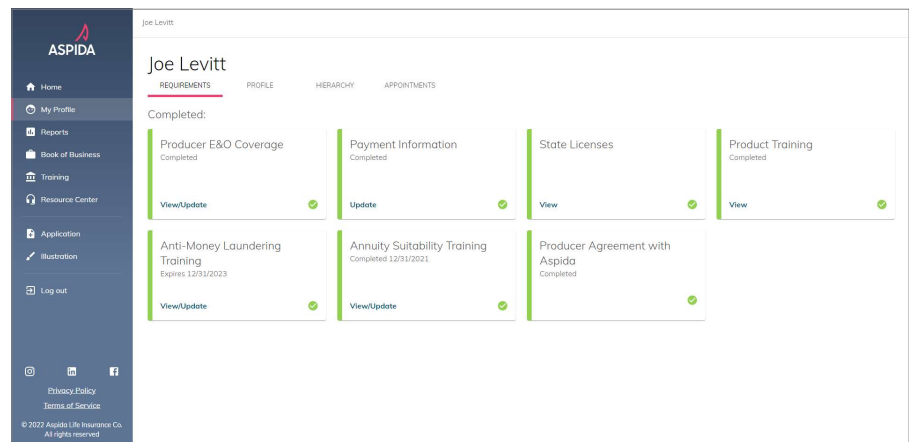 ASPIDA
Home
My Profile
Reports
Book of Business
Training
Resource Center
Application
Illustration
Log out
Privacy Policy
Terms of Service
© 2022 Aspida Life Insurance Co.
All rights reserved
Joe Levitt
Joe Levitt
REQUIREMENTS PROFILE HIERARCHY APPOINTMENTS
Completed:
Producer E&O Coverage
Completed
View/Update
Payment Information
Completed
Update
State Licenses
View
Product Training
Completed
View
Anti-Money Laundering
Training
Expires 12/31/2023
View/Update
Annuity Suitability Training
Completed 12/31/2021
View/Update
Producer Agreement with
Aspida
Completed